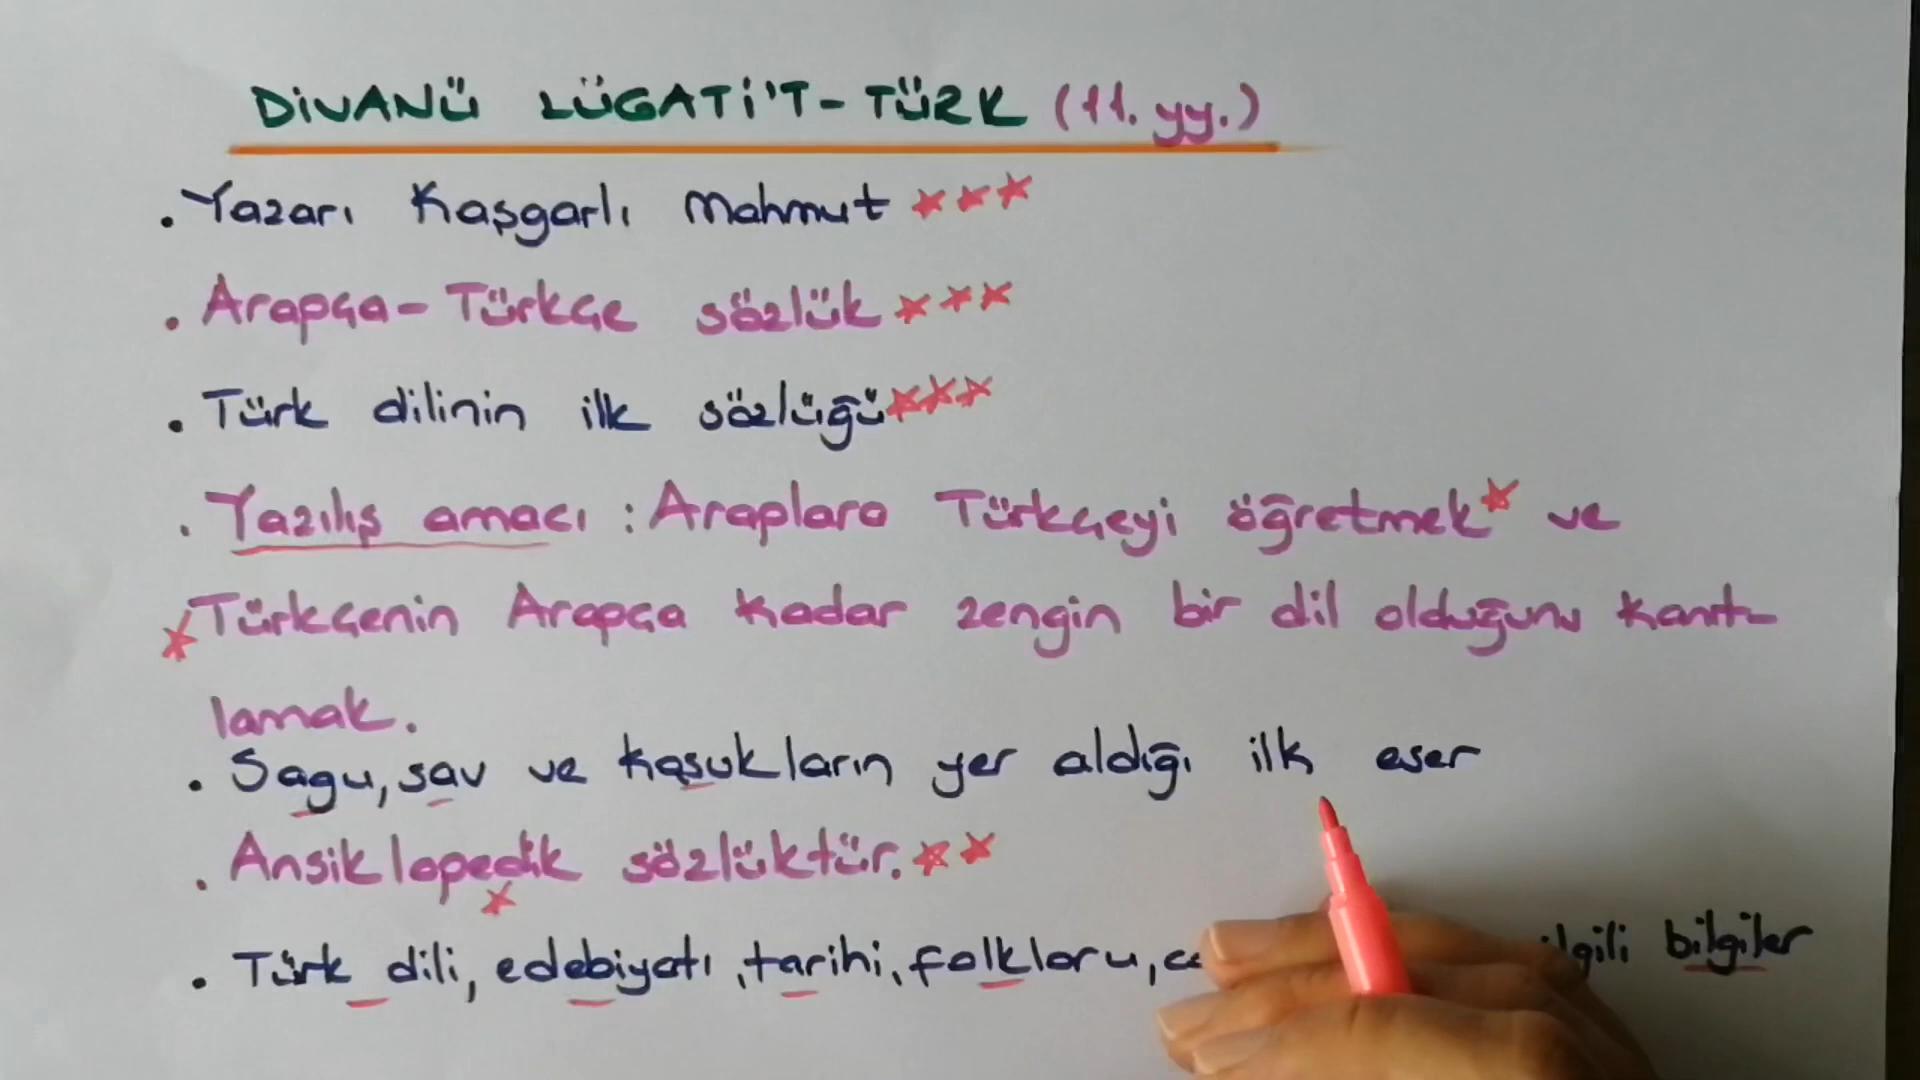 DİVANÜ LÜGATİ'T-TÜRK (11. yy.)
. Yazarı Kaşgarlı Mahmut
. Arapça-Türkçe sözlük
. Türk dilinin ilk sözlüğü
. Yazılış amacı : Araplara Türkçeyi öğretmek ve
Türkçenin Arapça kadar zengin bir dil olduğunu kanıt-
lamak.
. Sagu, sav ve koşukların yer aldığı ilk eser
. Ansiklopedik sözlüktür.
. Türk dili, edebiyatı, tarihi, folkloru, ilgili bilgiler